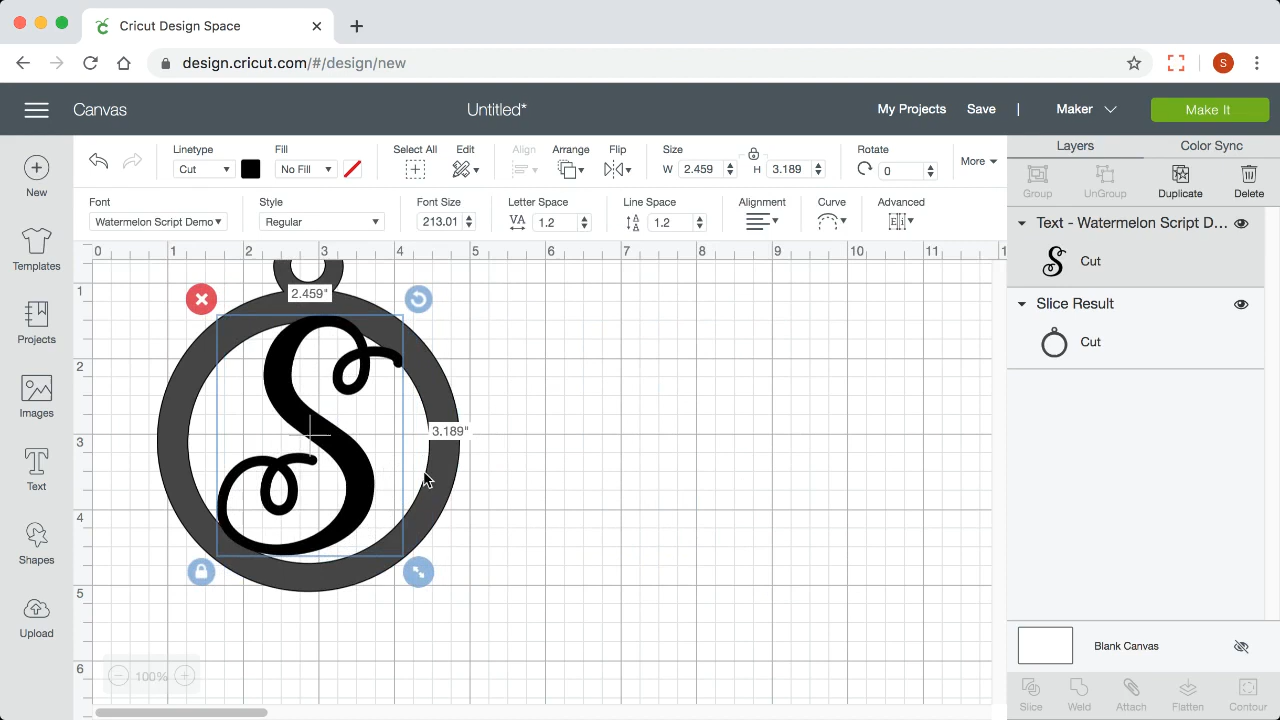 Cricut Design Space
design.cricut.com/#/design/new
S
Canvas
Untitled*
My Projects Save | Maker Make It
Linetype Fill Select All Edit Align Arrange Flip Size Rotate
Cut No Fill W 2.459 H 3.189 0 More
Font Style Font Size Letter Space Line Space Alignment Curve Advanced
Watermelon Script Demo Regular 213.01 VA 1.2 1.2
New
Templates
Projects
Images
Text
Shapes
Upload
0 1 2 3 4 5 6 7 8 9 10 11 1
1
2
3
4
5
6
2.459"
3.189"
S
100%
Layers Color Sync
Group UnGroup Duplicate Delete
Text - Watermelon Script D...
S Cut
Slice Result
Cut
Blank Canvas
Slice Weld Attach Flatten Contour